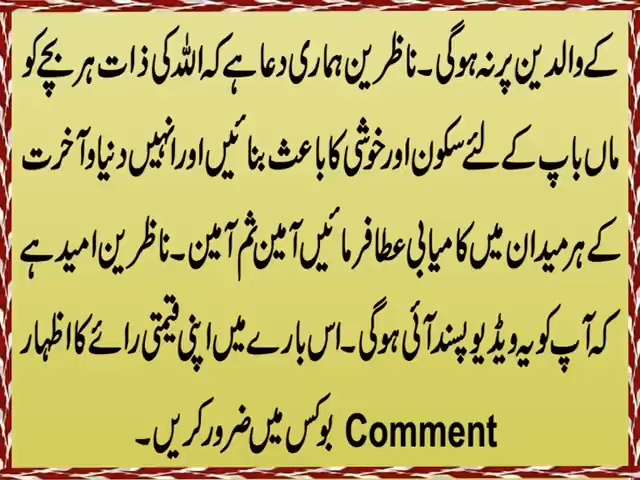 کے والدین پر نہ ہوگی۔ ناظرین ہماری دعا ہے کہ اللہ کی ذات ہر بچے کو
ماں باپ کے لئے سکون اور خوشی کا باعث بنائیں اور انہیں دنیا و آخرت
کے ہر میدان میں کامیابی عطا فرمائیں آمین ثم آمین۔ ناظرین امید ہے
کہ آپ کو یہ ویڈیو پسند آئی ہوگی۔ اس بارے میں اپنی قیمتی رائے کا اظہار
Comment بوکس میں ضرور کریں۔